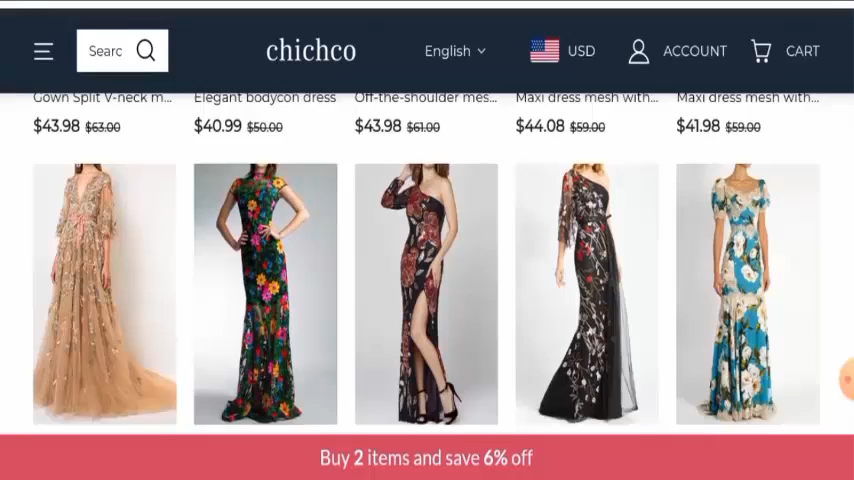 Searc
chichco
English
USD
ACCOUNT
CART
Gown Split V-neck m...
Elegant bodycon dress
Off-the-shoulder mes...
Maxi dress mesh with...
Maxi dress mesh with...
$43.98 $63.00
$40.99 $50.00
$43.98 $61.00
$44.08 $59.00
$41.98 $59.00
Buy 2 items and save 6% off